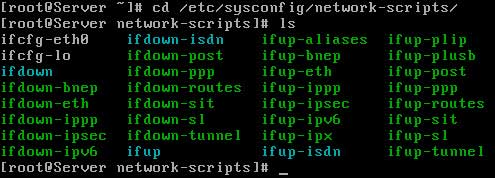 [root@Server ~]# cd /etc/sysconfig/network-scripts/
[root@Server network-scripts]# ls
ifcfg-eth0 ifdown-isdn ifup-aliases ifup-plip
ifcfg-lo ifdown-post ifup-bnep ifup-plusb
ifdown ifdown-ppp ifup-eth ifup-post
ifdown-bnep ifdown-routes ifup-ippp ifup-ppp
ifdown-eth ifdown-sit ifup-ipsec ifup-routes
ifdown-ippp ifdown-sl ifup-ipv6 ifup-sit
ifdown-ipsec ifdown-tunnel ifup-ipx ifup-sl
ifdown-ipv6 ifup ifup-isdn ifup-tunnel
[root@Server network-scripts]# _